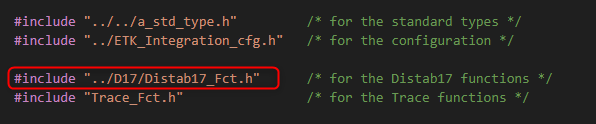 #include "../../a_std_type.h" /* for the standard types */
#include "../ETK_Integration_cfg.h" /* for the configuration */
#include "../D17/Distab17_Fct.h" /* for the Distab17 functions */
#include "Trace_Fct.h" /* for the Trace functions */